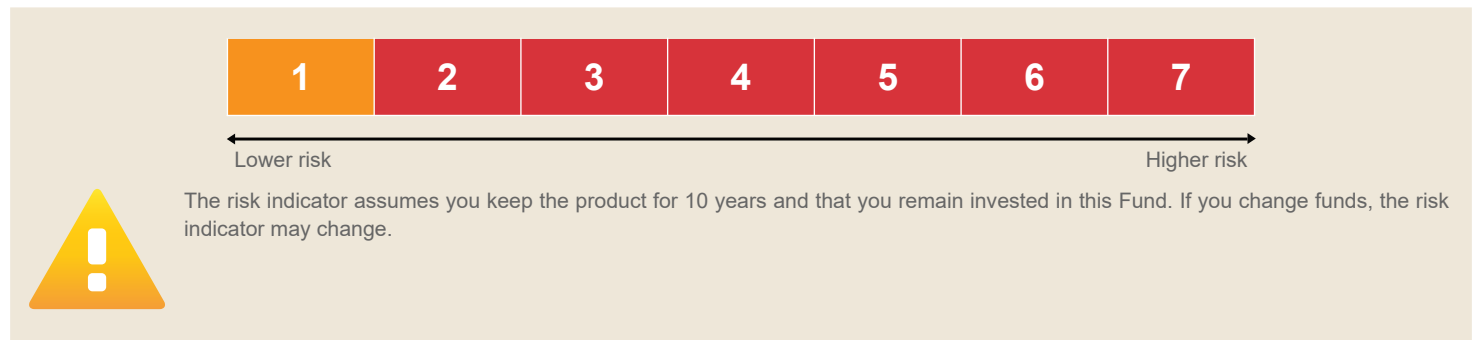 1 2 3 4 5 6 7
Lower risk Higher risk
The risk indicator assumes you keep the product for 10 years and that you remain invested in this Fund. If you change funds, the risk
indicator may change.